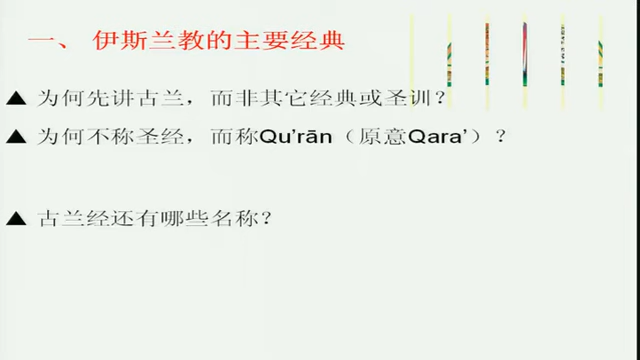 一、 伊斯兰教的主要经典
▲ 为何先讲古兰，而非其它经典或圣训？
▲ 为何不称圣经，而称Qu’rān（原意Qara’）？
▲ 古兰经还有哪些名称？